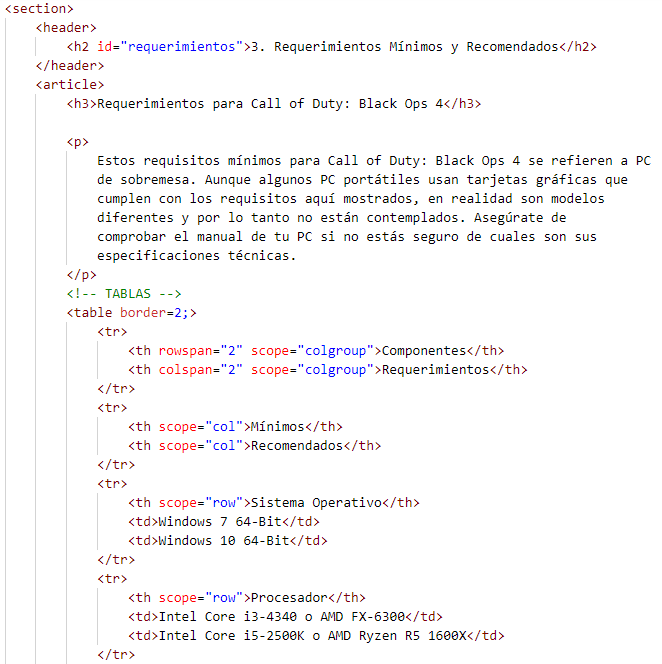 <section>
<header>
<h2 id="requerimientos">3. Requerimientos Mínimos y Recomendados</h2>
</header>
<article>
<h3>Requerimientos para Call of Duty: Black Ops 4</h3>
<p>
Estos requisitos mínimos para Call of Duty: Black Ops 4 se refieren a PC
de sobremesa. Aunque algunos PC portátiles usan tarjetas gráficas que
cumplen con los requisitos aquí mostrados, en realidad son modelos
diferentes y por lo tanto no están contemplados. Asegúrate de
comprobar el manual de tu PC si no estás seguro de cuales son sus
especificaciones técnicas.
</p>
<!-- TABLAS -->
<table border=2;>
<tr>
<th rowspan="2" scope="colgroup">Componentes</th>
<th colspan="2" scope="colgroup">Requerimientos</th>
</tr>
<tr>
<th scope="col">Mínimos</th>
<th scope="col">Recomendados</th>
</tr>
<tr>
<th scope="row">Sistema Operativo</th>
<td>Windows 7 64-Bit</td>
<td>Windows 10 64-Bit</td>
</tr>
<tr>
<th scope="row">Procesador</th>
<td>Intel Core i3-4340 o AMD FX-6300</td>
<td>Intel Core i5-2500K o AMD Ryzen R5 1600X</td>
</tr>